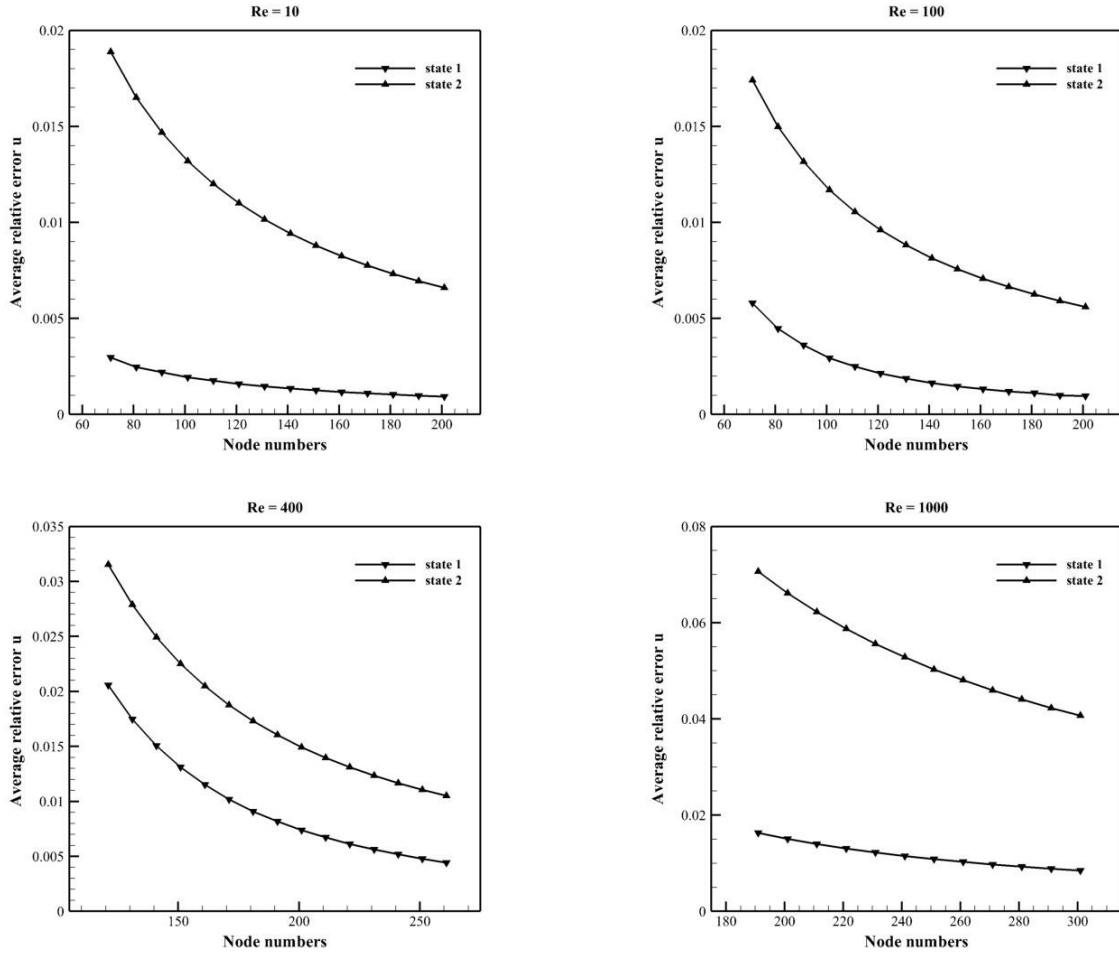 Re = 10
0.02
0.015
0.01
0.005
0
Average relative error u
state 1
state 2
60 80 100 120 140 160 180 200
Node numbers
Re = 100
0.02
0.015
0.01
0.005
0
Average relative error u
state 1
state 2
60 80 100 120 140 160 180 200
Node numbers
Re = 400
0.035
0.03
0.025
0.02
0.015
0.01
0.005
0
Average relative error u
state 1
state 2
150 200 250
Node numbers
Re = 1000
0.08
0.06
0.04
0.02
0
Average relative error u
state 1
state 2
180 200 220 240 260 280 300
Node numbers